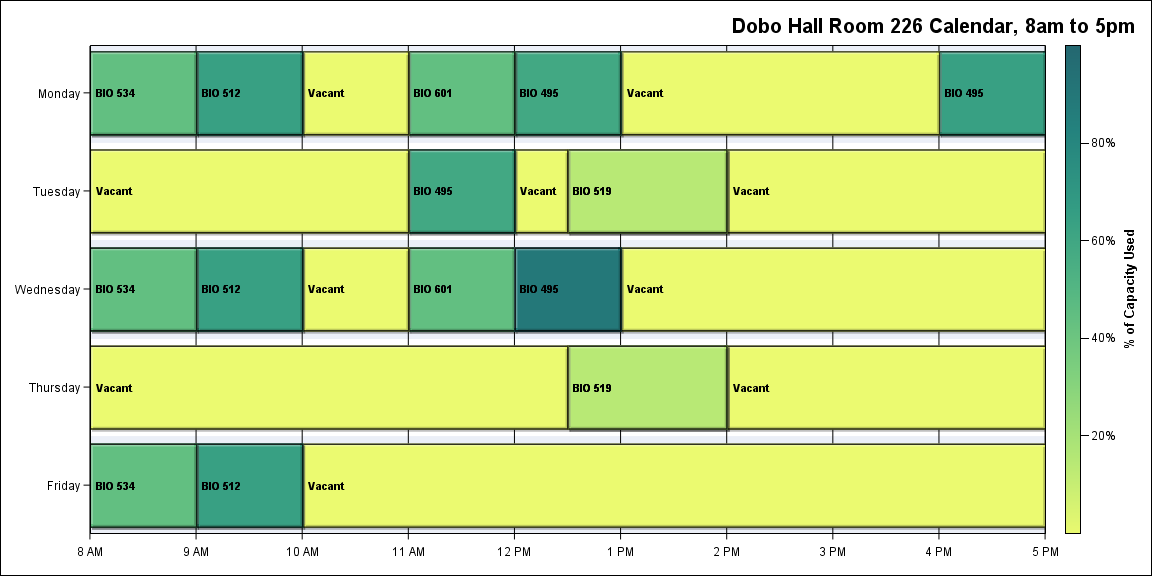 Dobo Hall Room 226 Calendar, 8am to 5pm
Monday BIO 534 BIO 512 Vacant BIO 601 BIO 495 Vacant BIO 495
80%
Tuesday Vacant BIO 495 Vacant BIO 519 Vacant
60%
Wednesday BIO 534 BIO 512 Vacant BIO 601 BIO 495 Vacant
% of Capacity Used
40%
Thursday Vacant BIO 519 Vacant
20%
Friday BIO 534 BIO 512 Vacant
8 AM 9 AM 10 AM 11 AM 12 PM 1 PM 2 PM 3 PM 4 PM 5 PM